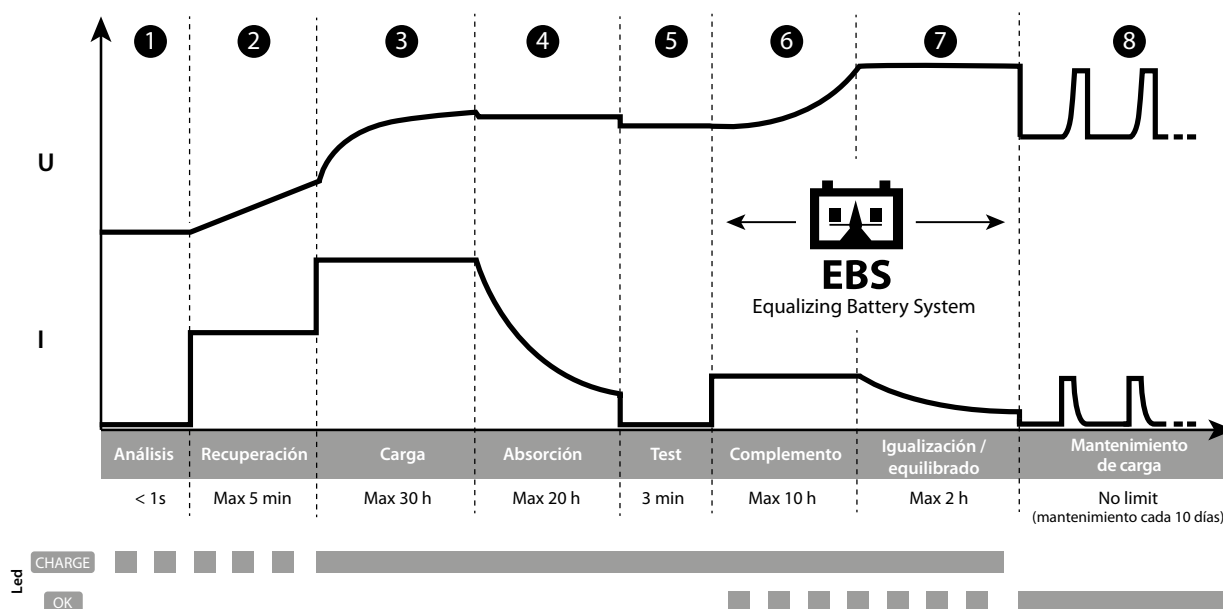 1 2 3 4 5 6 7 8
U
EBS
Equalizing Battery System
I
Análisis Recuperación Carga Absorción Test Complemento Igualización / equilibrado Mantenimiento de carga
< 1s Max 5 min Max 30 h Max 20 h 3 min Max 10 h Max 2 h No limit
(mantenimiento cada 10 días)
Led
CHARGE
OK